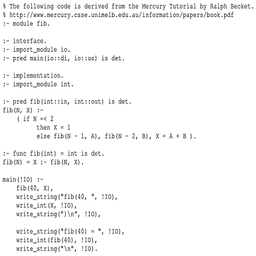 % The following code is derived from the Mercury Tutorial by Ralph Becket.
% http://www.mercury.csse.unimelb.edu.au/information/papers/book.pdf
:- module fib.
:- interface.
:- import_module io.
:- pred main(io::di, io::uo) is det.
:- implementation.
:- import_module int.
:- pred fib(int::in, int::out) is det.
fib(N, X) :-
( if N =< 2
then X = 1
else fib(N - 1, A), fib(N - 2, B), X = A + B ).
:- func fib(int) = int is det.
fib(N) = X :- fib(N, X).
main(!IO) :-
fib(40, X),
write_string("fib(40, ", !IO),
write_int(X, !IO),
write_string(")\n", !IO),
write_string("fib(40) = ", !IO),
write_int(fib(40), !IO),
write_string("\n", !IO).